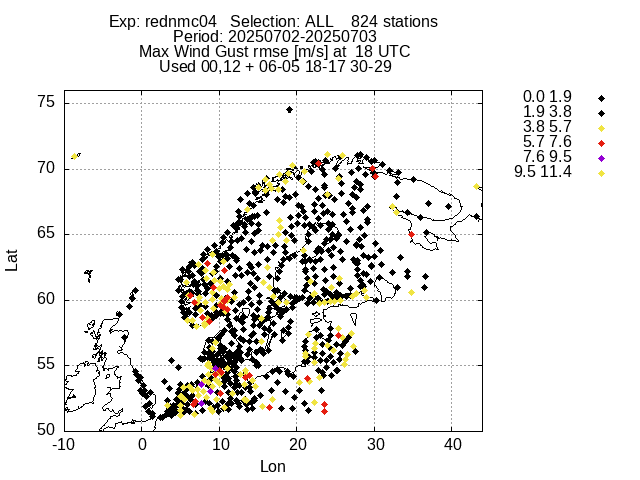 Exp: rednmc04 Selection: ALL 824 stations
Period: 20250702-20250703
Max Wind Gust rmse [m/s] at 18 UTC
Used 00,12 + 06-05 18-17 30-29
75
70
65
60
55
50
Lat
-10 0 10 20 30 40
Lon
0.0 1.9
1.9 3.8
3.8 5.7
5.7 7.6
7.6 9.5
9.5 11.4